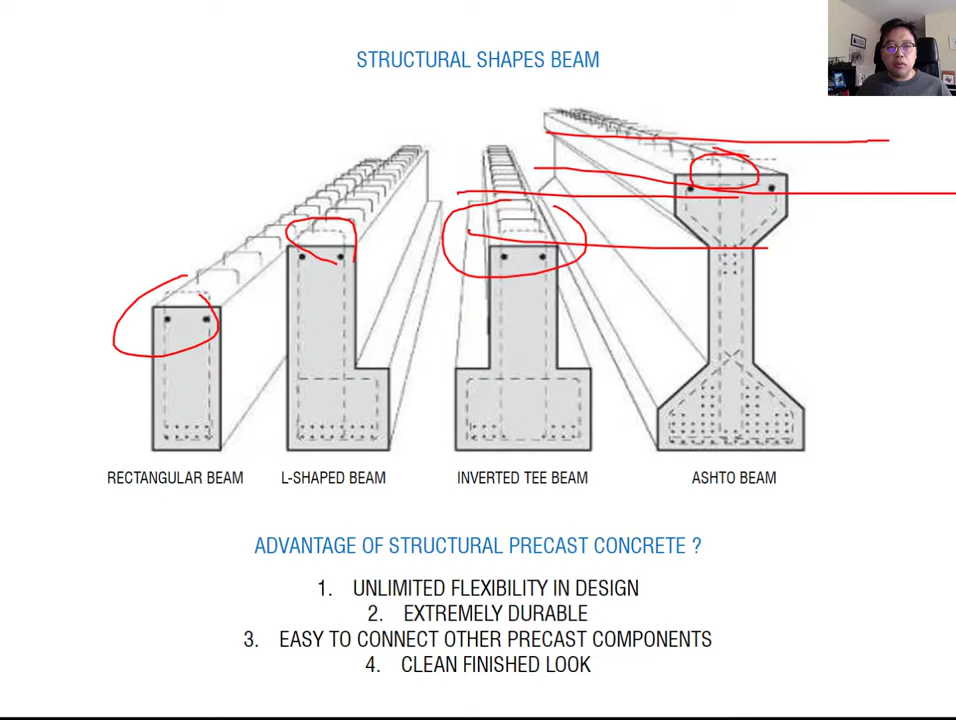 STRUCTURAL SHAPES BEAM
RECTANGULAR BEAM
L-SHAPED BEAM
INVERTED TEE BEAM
ASHTO BEAM
ADVANTAGE OF STRUCTURAL PRECAST CONCRETE ?
1. UNLIMITED FLEXIBILITY IN DESIGN
2. EXTREMELY DURABLE
3. EASY TO CONNECT OTHER PRECAST COMPONENTS
4. CLEAN FINISHED LOOK